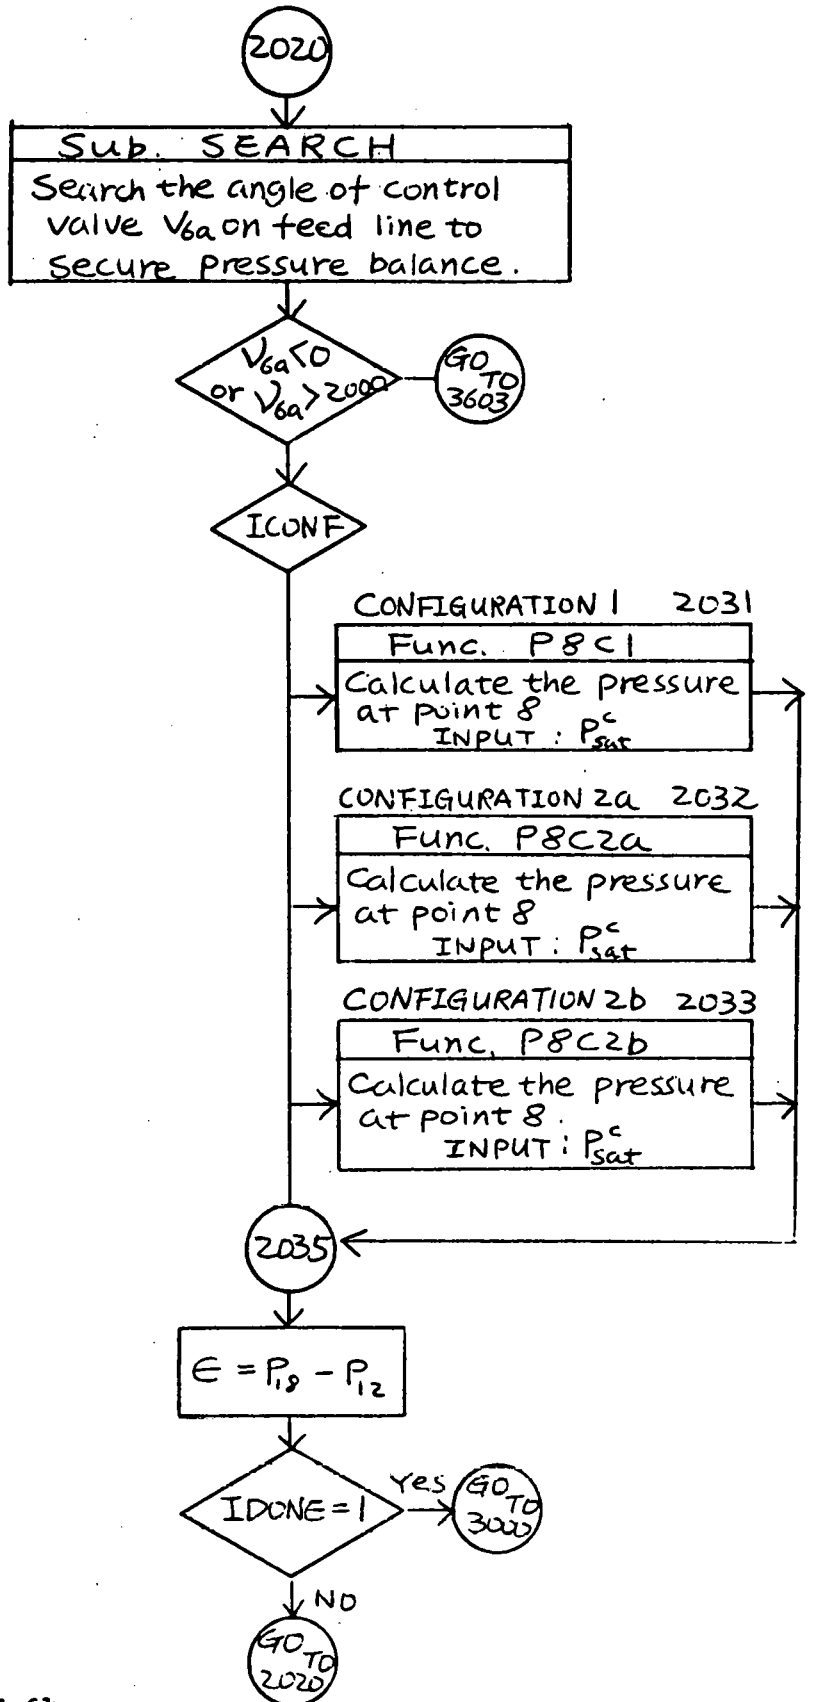 2020
Sub. SEARCH
Search the angle of control
valve V6a on feed line to
secure pressure balance.
V6a<0
or V6a>2000
GO
TO
3603
ICONF
CONFIGURATION 1 2031
Func. P8C1
Calculate the pressure
at point 8
INPUT : P^c_sat
CONFIGURATION 2a 2032
Func. P8C2a
Calculate the pressure
at point 8
INPUT : P^c_sat
CONFIGURATION 2b 2033
Func. P8C2b
Calculate the pressure
at point 8.
INPUT : P^c_sat
2035
∈ = P18 − P12
IDONE=1
Yes
GO
TO
3000
NO
GO
TO
2020